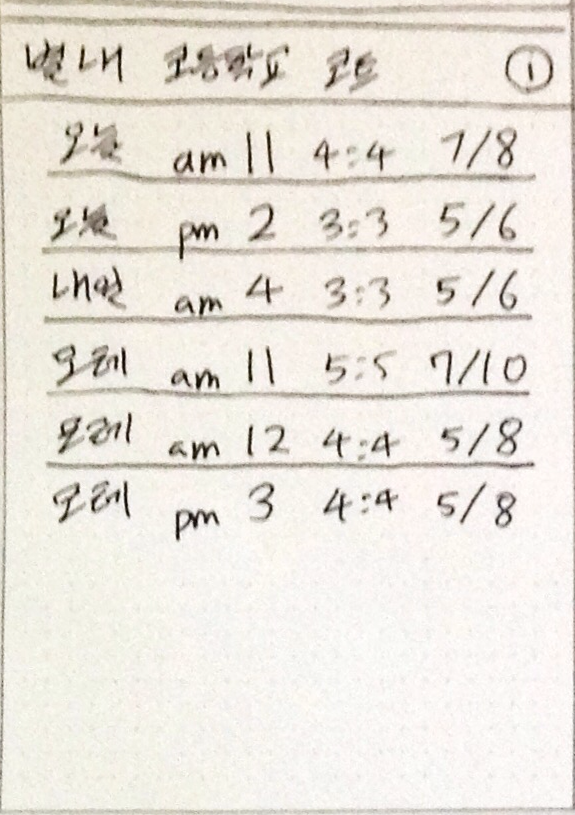 별내 고등학교 코트 ①
오늘 am 11 4:4 7/8
오늘 pm 2 3:3 5/6
내일 am 4 3:3 5/6
모레 am 11 5:5 7/10
모레 am 12 4:4 5/8
모레 pm 3 4:4 5/8